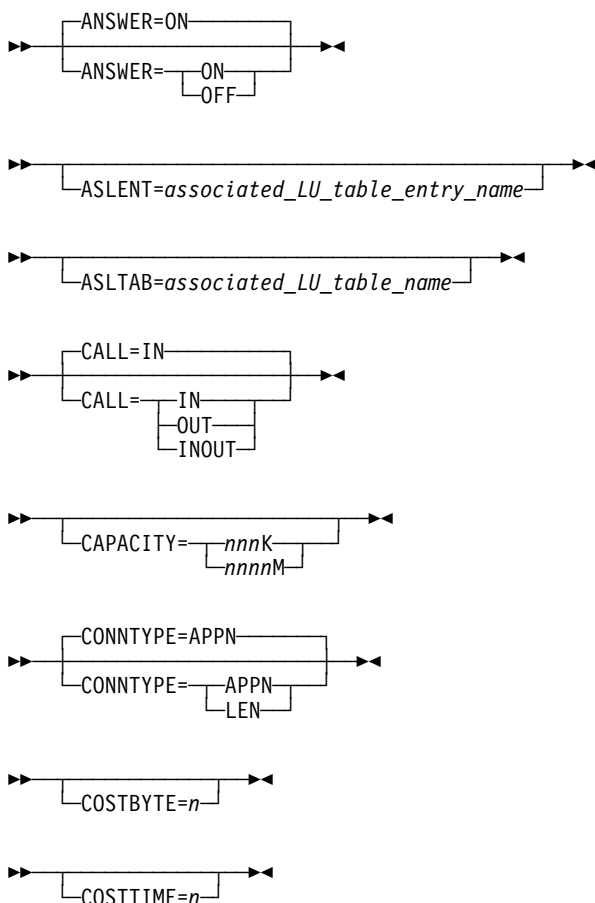 ANSWER=ON
ANSWER= ON
OFF
ASLENT=associated_LU_table_entry_name
ASLTAB=associated_LU_table_name
CALL=IN
CALL= IN
OUT
INOUT
CAPACITY= nnnK
nnnnM
CONNTYPE=APPN
CONNTYPE= APPN
LEN
COSTBYTE=n
COSTTIME=n